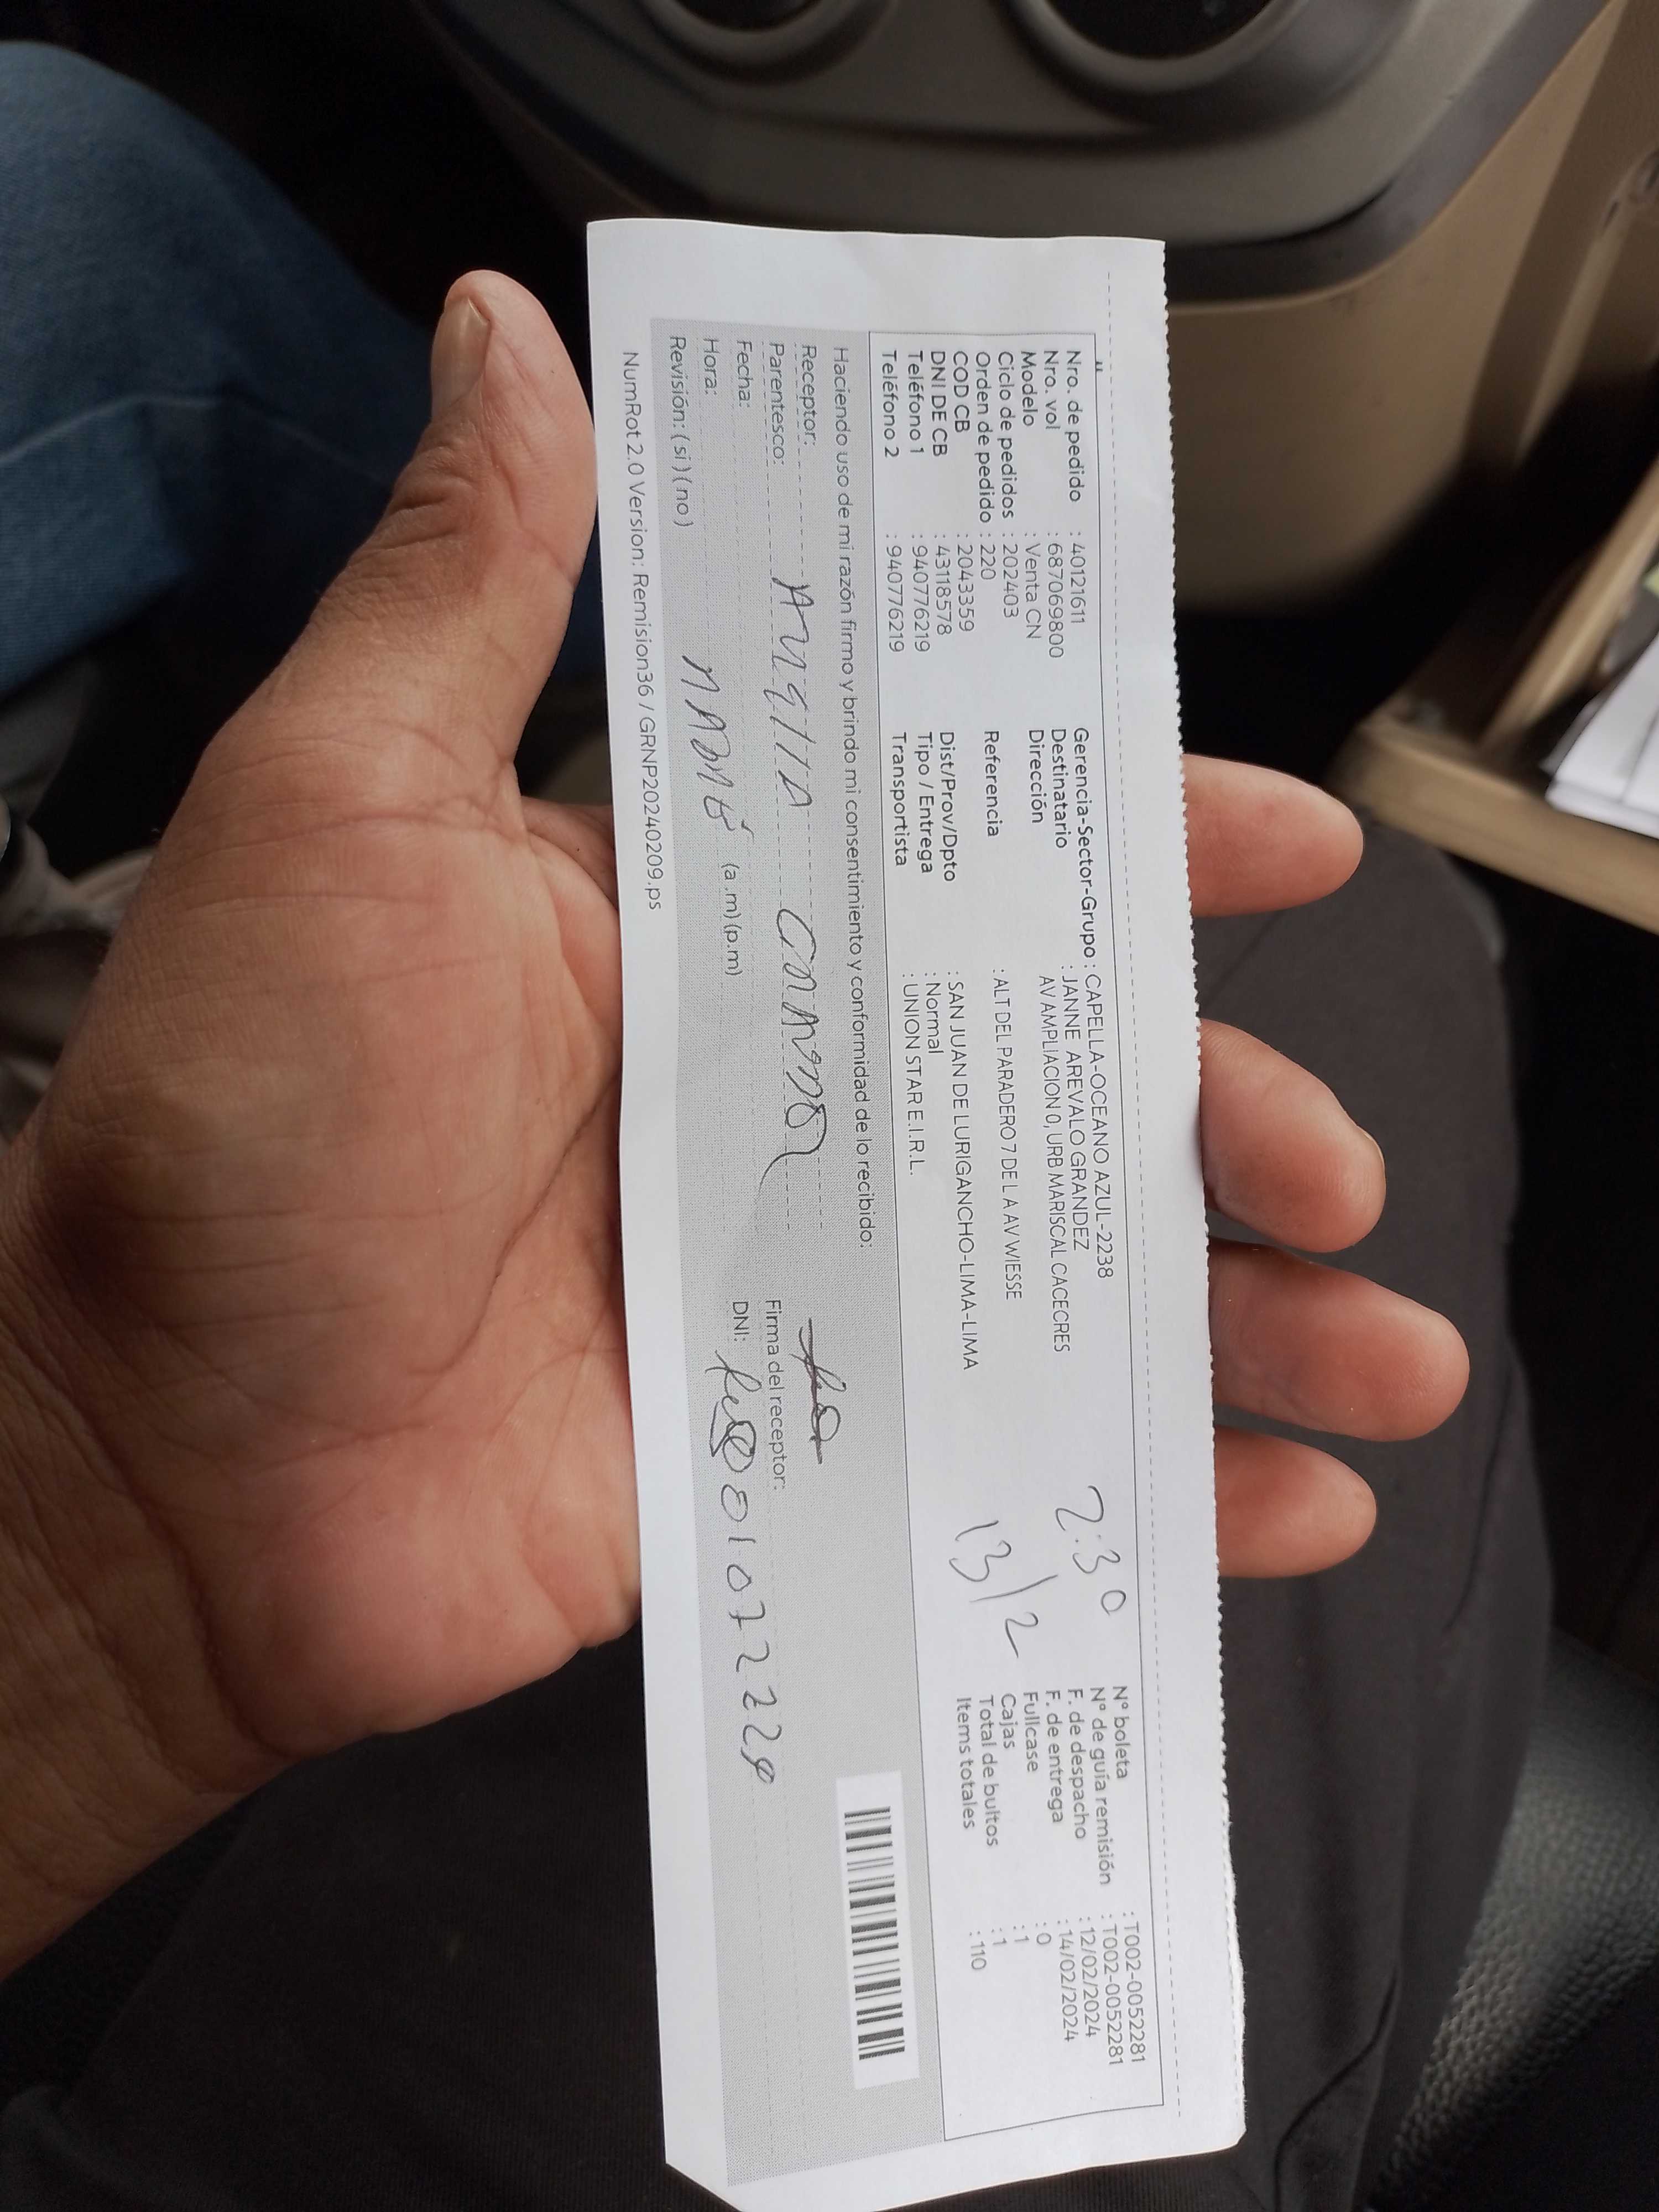 Nro. de pedido : 40121611
Nro. vol : 687069800
Modelo : Venta CN
Ciclo de pedidos : 202403
Orden de pedido : 220
COD CB : 2043359
DNI DE CB : 43118578
Teléfono 1 : 940776219
Teléfono 2 : 940776219
Gerencia-Sector-Grupo : CAPELLA-OCEANO AZUL-2238
Destinatario : JANNE AREVALO GRANDEZ
Dirección AV AMPLIACION 0, URB MARISCAL CACECRES
Referencia : ALT DEL PARADERO 7 DE L A AV WIESSE
Dist/Prov/Dpto : SAN JUAN DE LURIGANCHO-LIMA-LIMA
Tipo / Entrega : Normal
Transportista : UNION STAR E.I.R.L.
2:30
13/2
N° boleta : T002-0052281
N° de guía remisión : T002-0052281
F. de despacho : 12/02/2024
F. de entrega : 14/02/2024
Fullcase : 0
Cajas : 1
Total de bultos : 1
Items totales : 110
Haciendo uso de mi razón firmo y brindo mi consentimiento y conformidad de lo recibido:
Receptor:
Parentesco:
Fecha:
Hora: (a .m) (p.m)
Revisión: ( si ) ( no )
Firma del receptor:
DNI: 001072229
NumRot 2.0 Version: Remision36 / GRNP20240209.ps